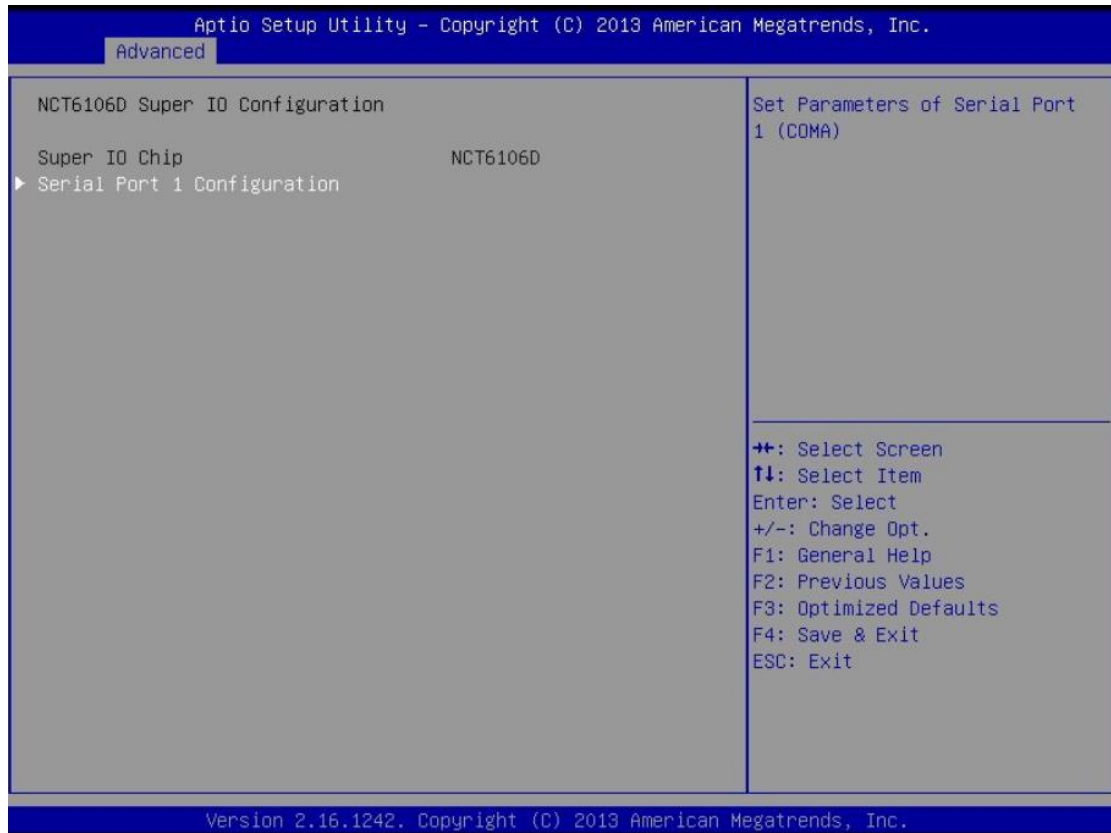 Aptio Setup Utility – Copyright (C) 2013 American Megatrends, Inc.
Advanced
NCT6106D Super IO Configuration
Super IO Chip NCT6106D
▶ Serial Port 1 Configuration
Set Parameters of Serial Port
1 (COMA)
→←: Select Screen
↑↓: Select Item
Enter: Select
+/-: Change Opt.
F1: General Help
F2: Previous Values
F3: Optimized Defaults
F4: Save & Exit
ESC: Exit
Version 2.16.1242. Copyright (C) 2013 American Megatrends, Inc.